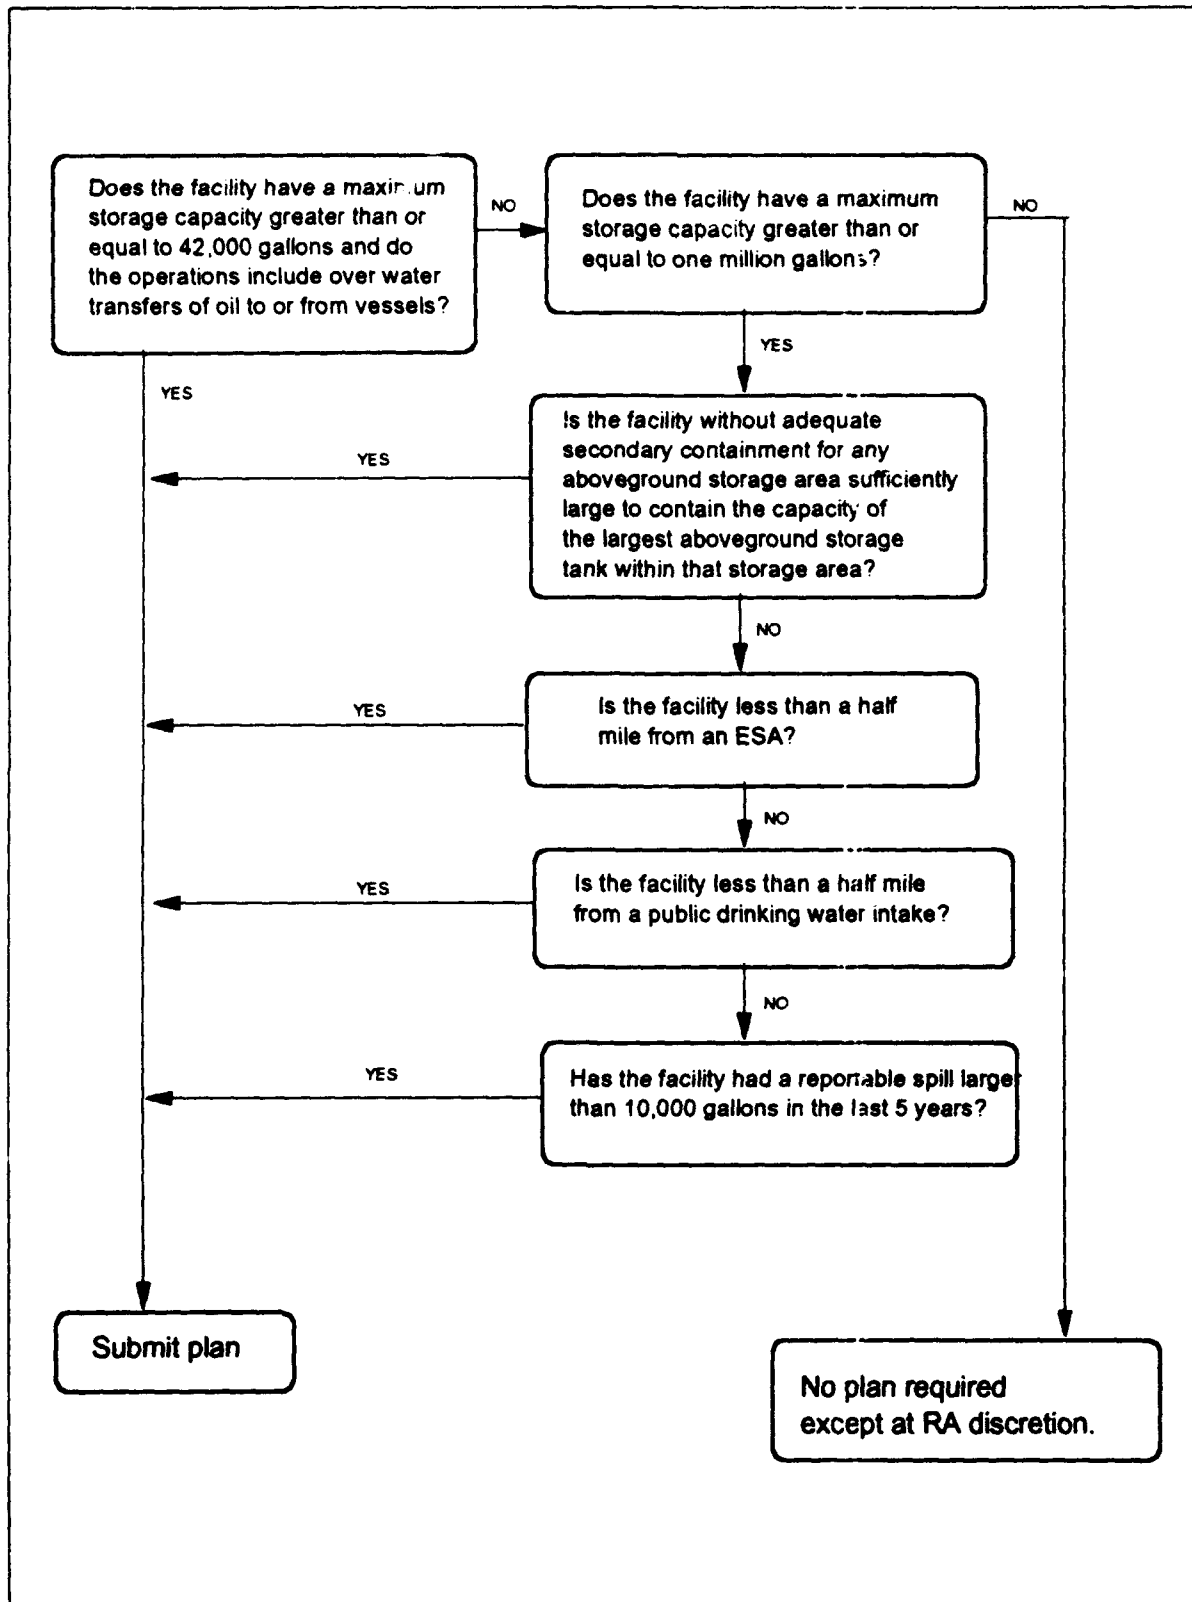 Does the facility have a maximum
storage capacity greater than or
equal to 42,000 gallons and do
the operations include over water
transfers of oil to or from vessels?
NO
Does the facility have a maximum
storage capacity greater than or
equal to one million gallons?
NO
YES
YES
Is the facility without adequate
secondary containment for any
aboveground storage area sufficiently
large to contain the capacity of
the largest aboveground storage
tank within that storage area?
YES
NO
Is the facility less than a half
mile from an ESA?
YES
NO
Is the facility less than a half mile
from a public drinking water intake?
YES
NO
Has the facility had a reportable spill larger
than 10,000 gallons in the last 5 years?
YES
Submit plan
No plan required
except at RA discretion.